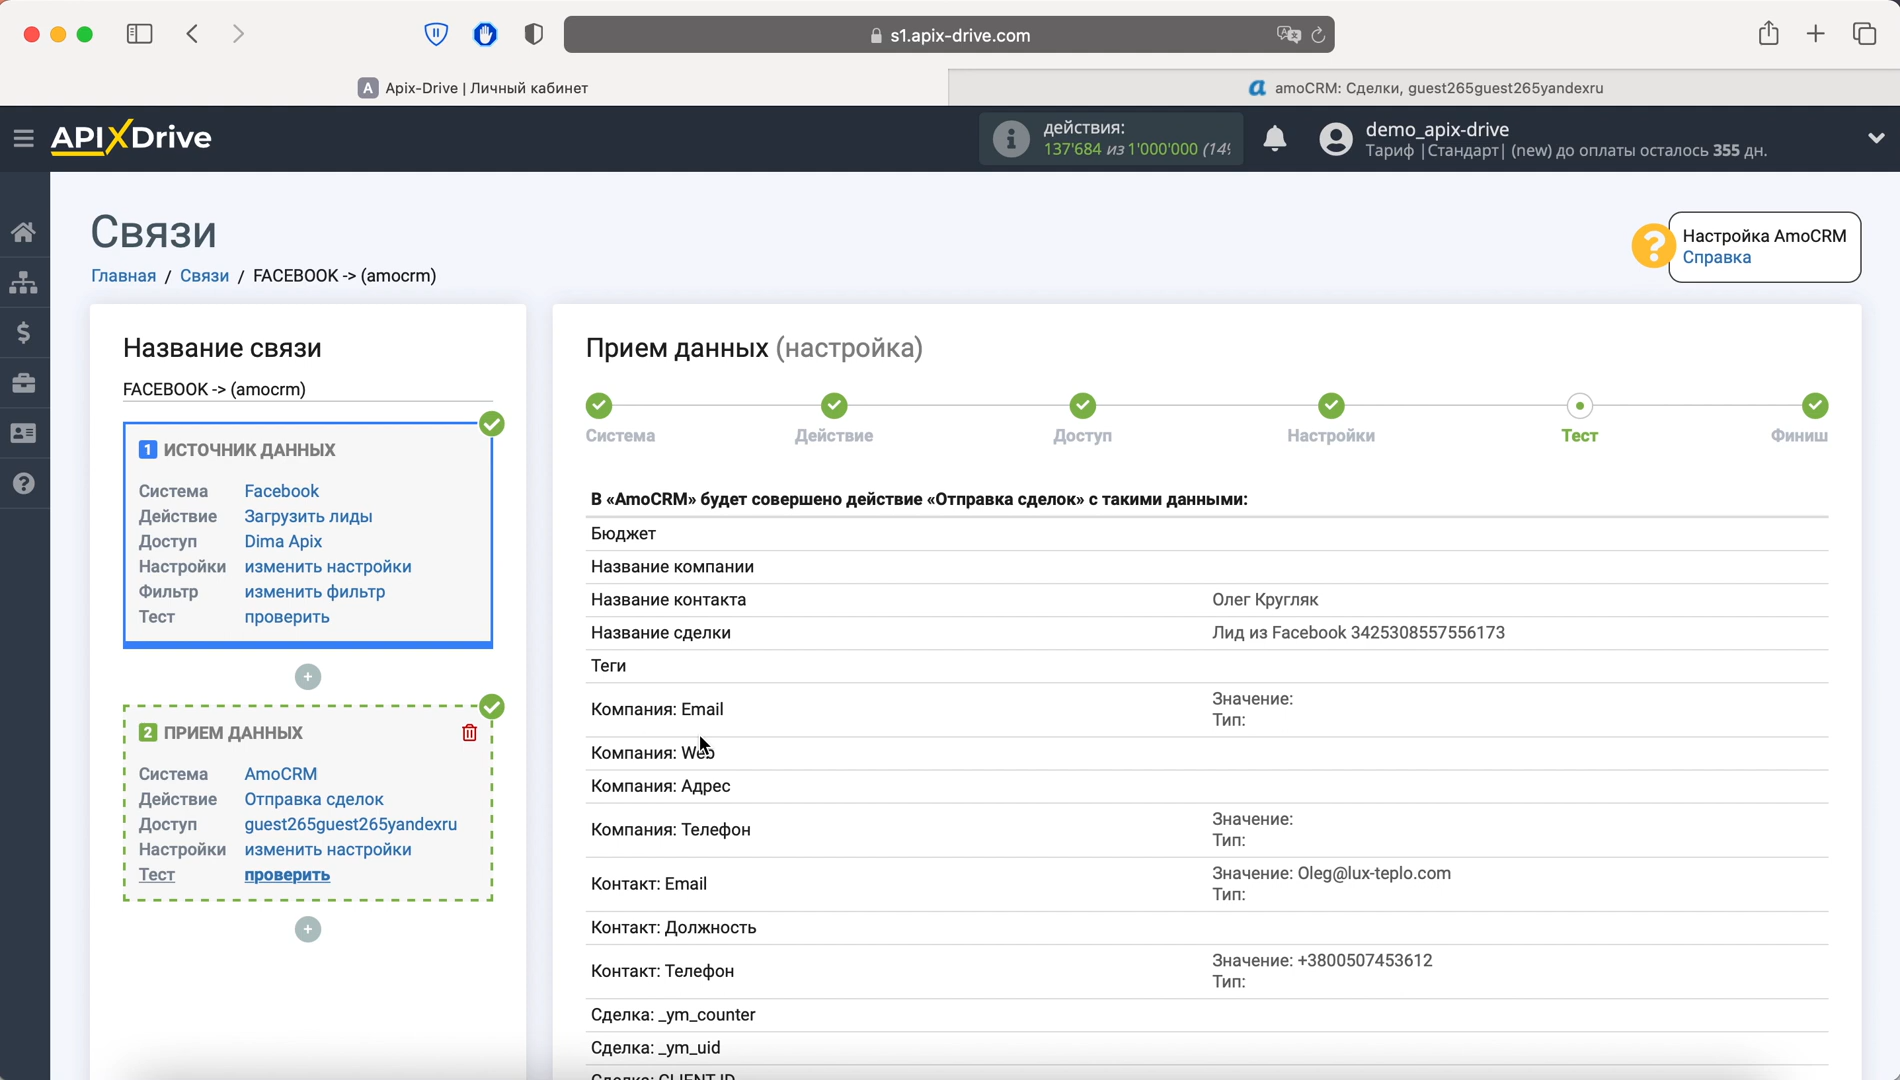 s1.apix-drive.com
A Apix-Drive | Личный кабинет
amoCRM: Сделки, guest265guest265yandexru
APIXDrive
действия:
137'684 из 1'000'000 (14
demo_apix-drive
Тариф |Стандарт| (new) до оплаты осталось 355 дн.
Связи
Главная / Связи / FACEBOOK -> (amocrm)
Настройка AmoCRM
Справка
Название связи
FACEBOOK -> (amocrm)
1 ИСТОЧНИК ДАННЫХ
Система Facebook
Действие Загрузить лиды
Доступ Dima Apix
Настройки изменить настройки
Фильтр изменить фильтр
Тест проверить
2 ПРИЕМ ДАННЫХ
Система AmoCRM
Действие Отправка сделок
Доступ guest265guest265yandexru
Настройки изменить настройки
Тест проверить
Прием данных (настройка)
Система Действие Доступ Настройки Тест Финиш
В «AmoCRM» будет совершено действие «Отправка сделок» с такими данными:
Бюджет
Название компании
Название контакта Олег Кругляк
Название сделки Лид из Facebook 3425308557556173
Теги
Компания: Email
Значение:
Тип:
Компания: Web
Компания: Адрес
Компания: Телефон
Значение:
Тип:
Контакт: Email
Значение: Oleg@lux-teplo.com
Тип:
Контакт: Должность
Контакт: Телефон
Значение: +3800507453612
Тип:
Сделка: _ym_counter
Сделка: _ym_uid
Сделка: CLIENT ID